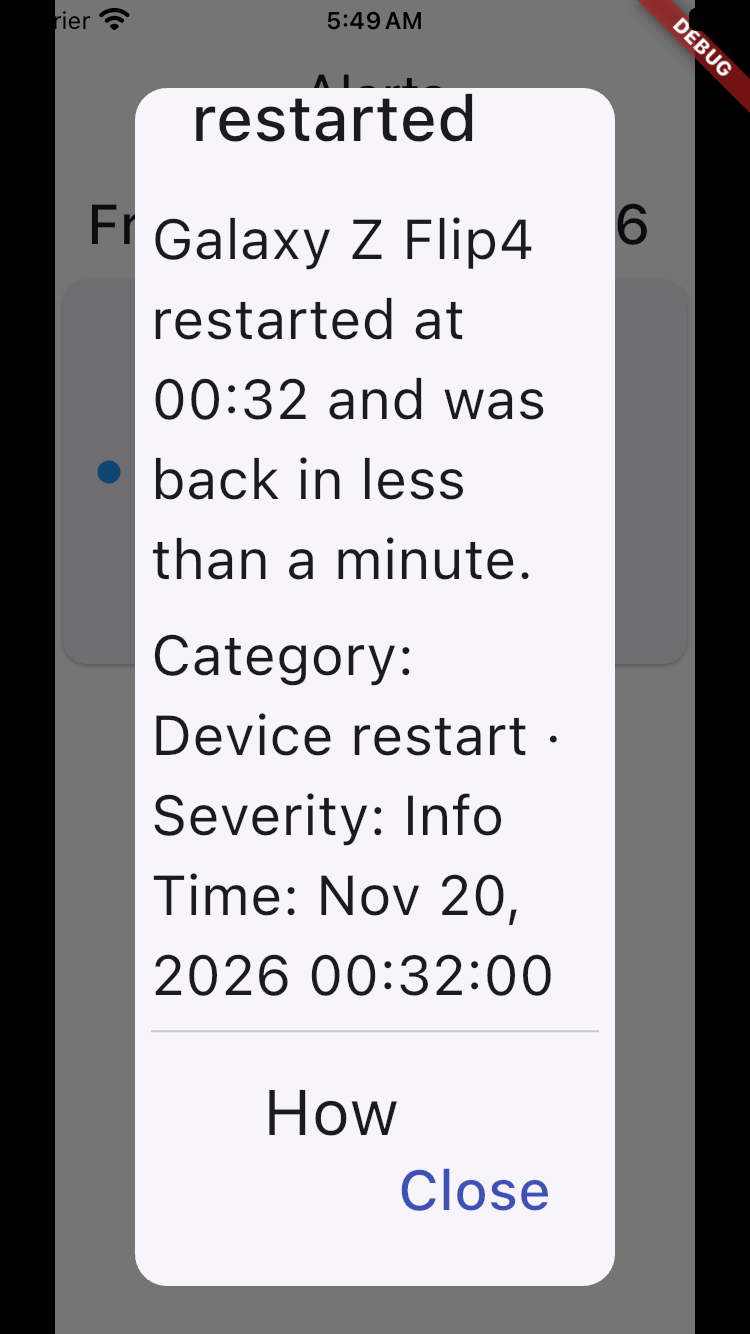 5:49 AM
DEBUG
restarted
Galaxy Z Flip4
restarted at
00:32 and was
back in less
than a minute.
Category:
Device restart ·
Severity: Info
Time: Nov 20,
2026 00:32:00
How
Close